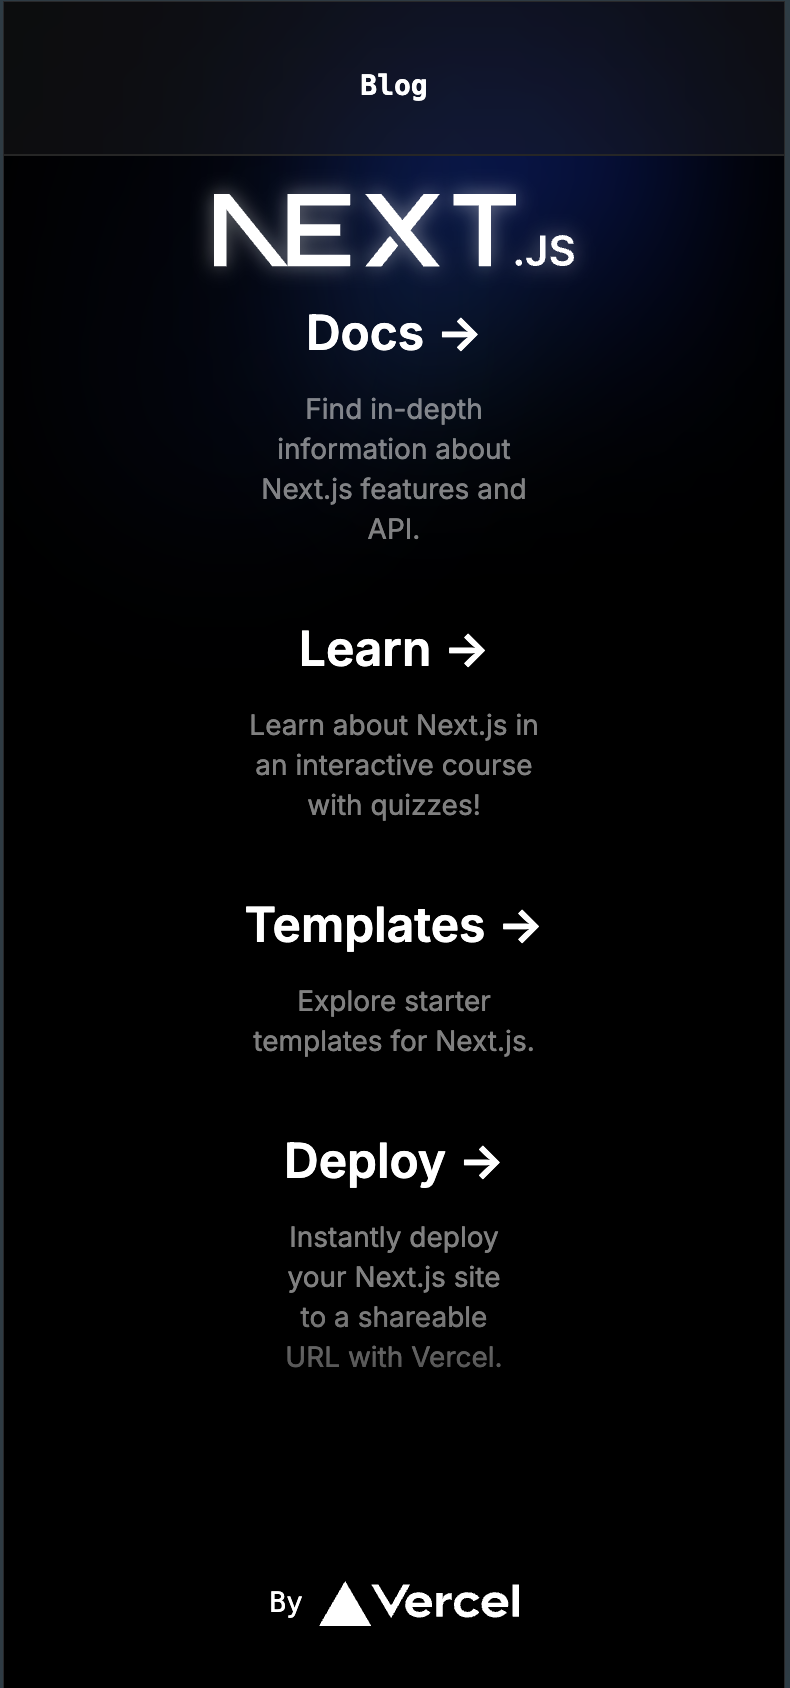 Blog
NEXT.JS
Docs →
Find in-depth
information about
Next.js features and
API.
Learn →
Learn about Next.js in
an interactive course
with quizzes!
Templates →
Explore starter
templates for Next.js.
Deploy →
Instantly deploy
your Next.js site
to a shareable
URL with Vercel.
By Vercel